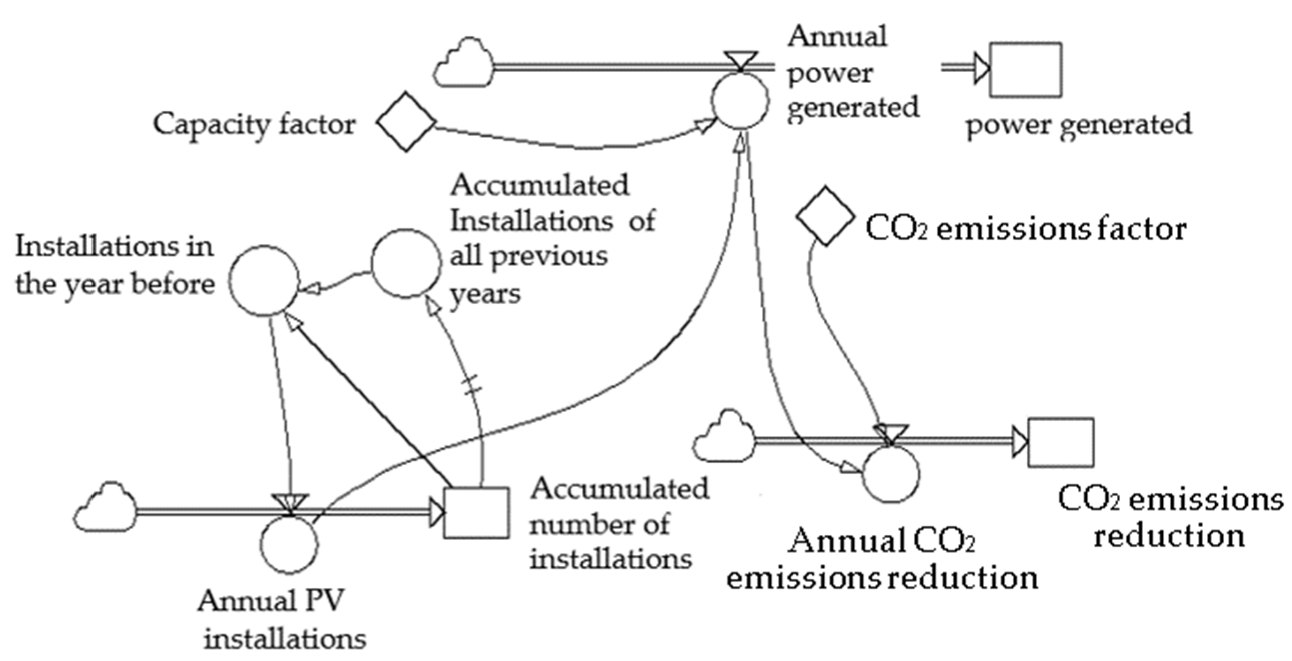 Annual
power
generated
power generated
Capacity factor
Accumulated
Installations of
all previous
years
CO₂ emissions factor
Installations in
the year before
Accumulated
number of
installations
CO₂ emissions
reduction
Annual CO₂
emissions reduction
Annual PV
installations